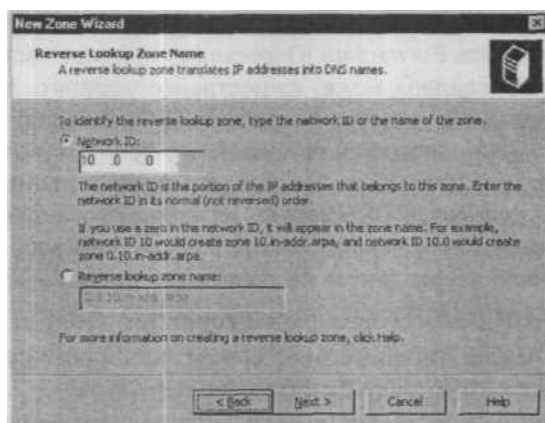 New Zone Wizard
Reverse Lookup Zone Name
A reverse lookup zone translates IP addresses into DNS names.
To identify the reverse lookup zone, type the network ID or the name of the zone.
Network ID:
10 .0 .0
The network ID is the portion of the IP addresses that belongs to this zone. Enter the
network ID in its normal (not reversed) order.
If you use a zero in the network ID, it will appear in the zone name. For example,
network ID 10 would create zone 10.in-addr.arpa, and network ID 10.0 would create
zone 0.10.in-addr.arpa.
Reverse lookup zone name:
For more information on creating a reverse lookup zone, click Help.
< Back
Next >
Cancel
Help